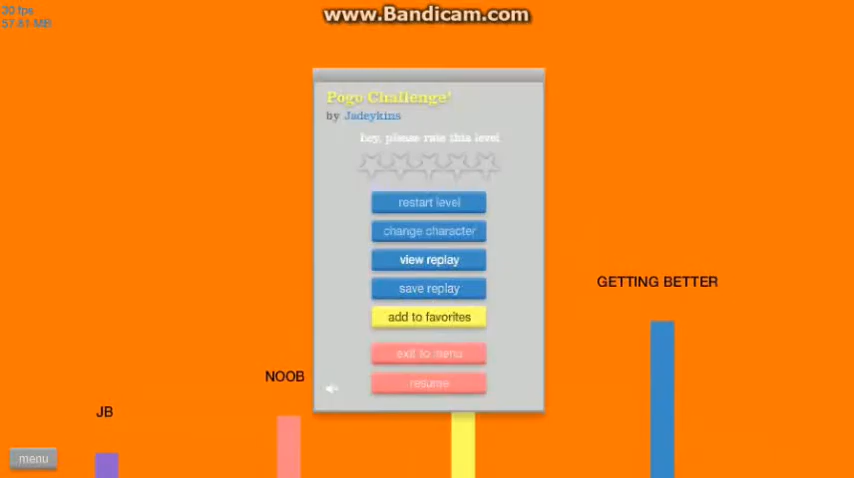 30 fps
57.81 MB
www.Bandicam.com
Pogo Challenge!
by Jadeykins
hey, please rate this level
restart level
change character
view replay
save replay
add to favorites
exit to menu
resume
GETTING BETTER
NOOB
JB
menu